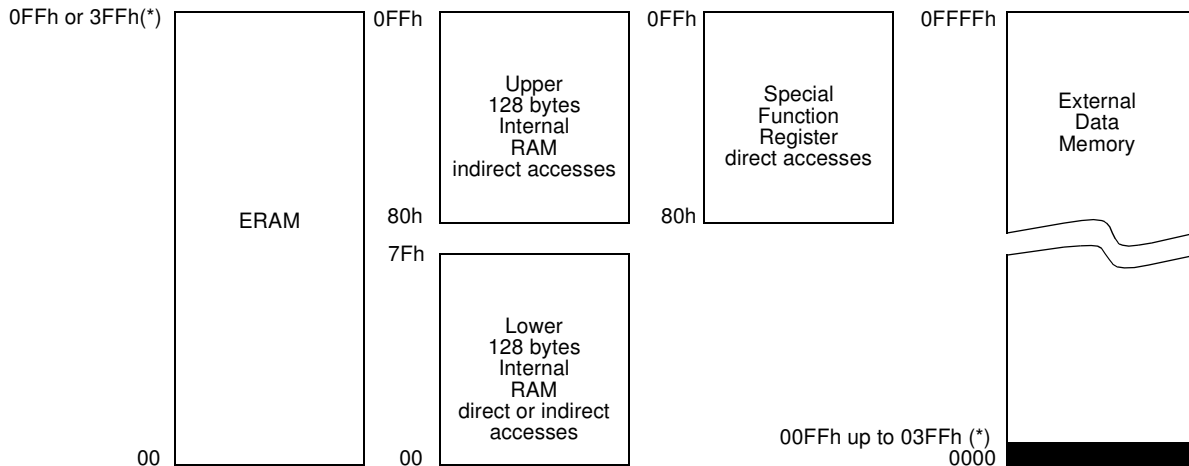 0FFh or 3FFh(*)
ERAM
00
0FFh
Upper
128 bytes
Internal
RAM
indirect accesses
80h
7Fh
Lower
128 bytes
Internal
RAM
direct or indirect
accesses
00
0FFh
Special
Function
Register
direct accesses
80h
0FFFFh
External
Data
Memory
00FFh up to 03FFh (*)
0000